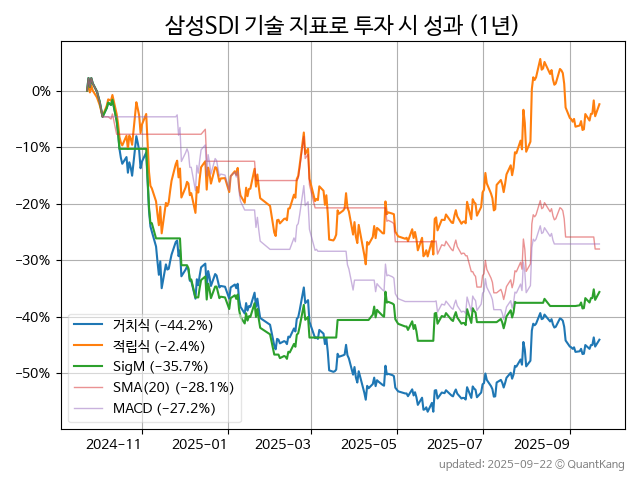 삼성SDI 기술 지표로 투자 시 성과 (1년)
0%
−10%
−20%
−30%
−40%
−50%
거치식 (−44.2%)
적립식 (−2.4%)
SigM (−35.7%)
SMA(20) (−28.1%)
MACD (−27.2%)
2024-11 2025-01 2025-03 2025-05 2025-07 2025-09
updated: 2025-09-22 © QuantKang